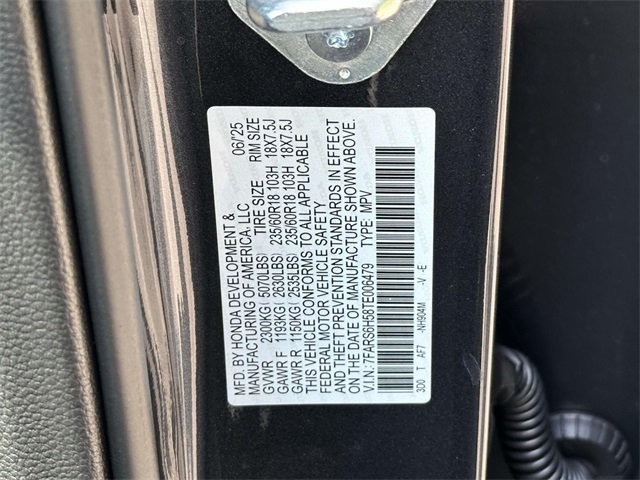 MFD. BY HONDA DEVELOPMENT &
MANUFACTURING OF AMERICA, LLC 06/'25
TIRE SIZE RIM SIZE
GVWR 2300KG( 5070LBS) 235/60R18 103H 18X7.5J
GAWR F 1193KG( 2630LBS) 235/60R18 103H 18X7.5J
GAWR R 1150KG( 2535LBS)
THIS VEHICLE CONFORMS TO ALL APPLICABLE
FEDERAL MOTOR VEHICLE SAFETY
AND THEFT PREVENTION STANDARDS IN EFFECT
ON THE DATE OF MANUFACTURE SHOWN ABOVE.
V.I.N.: 7FARS6H58TE006479 TYPE: MPV
3D0 T AF7 -NH904M -V -E